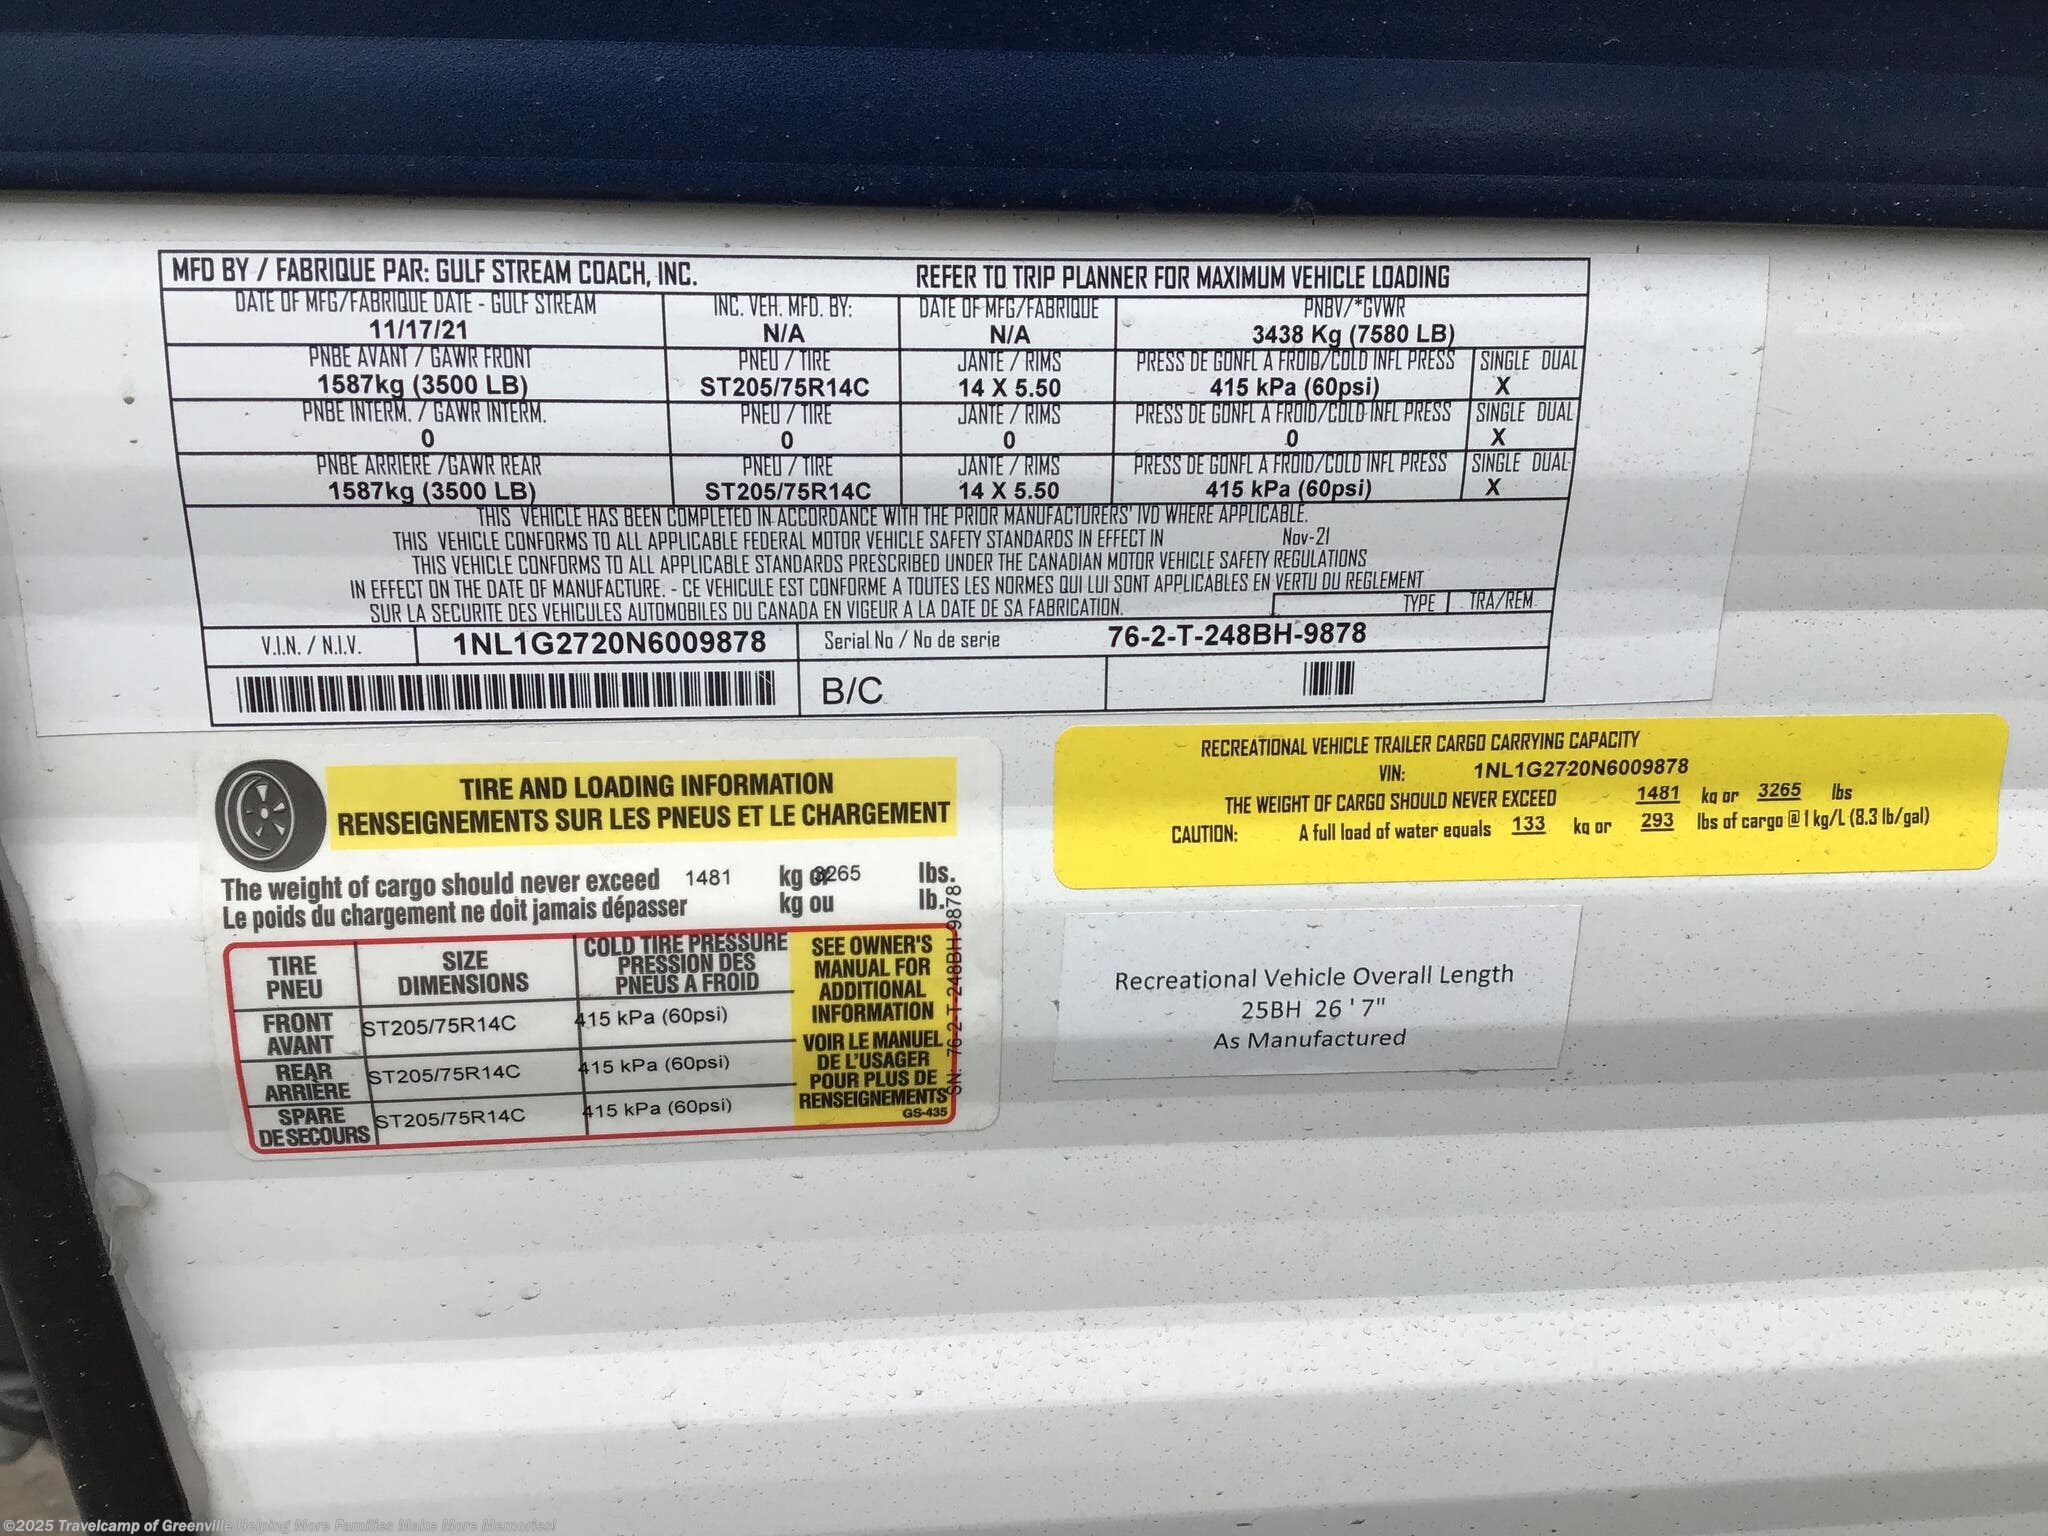 MFD BY / FABRIQUE PAR: GULF STREAM COACH, INC. REFER TO TRIP PLANNER FOR MAXIMUM VEHICLE LOADING
DATE OF MFG/FABRIQUE DATE - GULF STREAM INC. VEH. MFD. BY: DATE OF MFG/FABRIQUE PNBV/*GVWR
11/17/21 N/A N/A 3438 Kg (7580 LB)
PNBE AVANT / GAWR FRONT PNEU / TIRE JANTE / RIMS PRESS DE GONFL A FROID/COLD INFL PRESS SINGLE DUAL
1587kg (3500 LB) ST205/75R14C 14 X 5.50 415 kPa (60psi) X
PNBE INTERM. / GAWR INTERM. PNEU / TIRE JANTE / RIMS PRESS DE GONFL A FROID/COLD INFL PRESS SINGLE DUAL
0 0 0 0 X
PNBE ARRIERE /GAWR REAR PNEU / TIRE JANTE / RIMS PRESS DE GONFL A FROID/COLD INFL PRESS SINGLE DUAL
1587kg (3500 LB) ST205/75R14C 14 X 5.50 415 kPa (60psi) X
THIS VEHICLE HAS BEEN COMPLETED IN ACCORDANCE WITH THE PRIOR MANUFACTURERS' IVD WHERE APPLICABLE.
THIS VEHICLE CONFORMS TO ALL APPLICABLE FEDERAL MOTOR VEHICLE SAFETY STANDARDS IN EFFECT IN Nov-21
THIS VEHICLE CONFORMS TO ALL APPLICABLE STANDARDS PRESCRIBED UNDER THE CANADIAN MOTOR VEHICLE SAFETY REGULATIONS
IN EFFECT ON THE DATE OF MANUFACTURE. - CE VEHICULE EST CONFORME A TOUTES LES NORMES QUI LUI SONT APPLICABLES EN VERTU DU REGLEMENT
SUR LA SECURITE DES VEHICULES AUTOMOBILES DU CANADA EN VIGEUR A LA DATE DE SA FABRICATION. TYPE TRA/REM
V.I.N. / N.I.V. 1NL1G2720N6009878 Serial No / No de serie 76-2-T-248BH-9878
B/C
TIRE AND LOADING INFORMATION
RENSEIGNEMENTS SUR LES PNEUS ET LE CHARGEMENT
The weight of cargo should never exceed 1481 kg or 3265 lbs.
Le poids du chargement ne doit jamais dépasser kg ou lb.
TIRE SIZE COLD TIRE PRESSURE
PNEU DIMENSIONS PRESSION DES
PNEUS A FROID
FRONT ST205/75R14C 415 kPa (60psi)
AVANT
REAR ST205/75R14C 415 kPa (60psi)
ARRIÈRE
SPARE ST205/75R14C 415 kPa (60psi)
DE SECOURS
SEE OWNER'S
MANUAL FOR
ADDITIONAL
INFORMATION
VOIR LE MANUEL
DE L'USAGER
POUR PLUS DE
RENSEIGNEMENTS
GS-435
SN: 76-2-T-248BH-9878
RECREATIONAL VEHICLE TRAILER CARGO CARRYING CAPACITY
VIN: 1NL1G2720N6009878
THE WEIGHT OF CARGO SHOULD NEVER EXCEED 1481 kg or 3265 lbs
CAUTION: A full load of water equals 133 kg or 293 lbs of cargo @ 1 kg/L (8.3 lb/gal)
Recreational Vehicle Overall Length
25BH 26 ' 7"
As Manufactured
©2025 Travelcamp of Greenville Helping More Families Make More Memories!